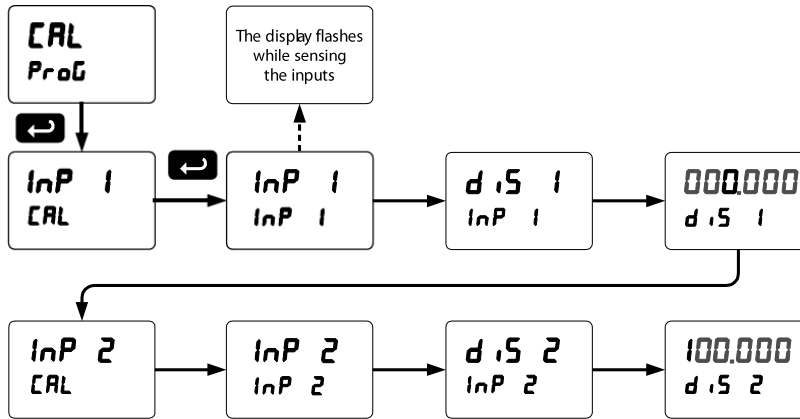 CAL
ProG
The display flashes
while sensing
the inputs
InP 1
CAL
InP 1
InP 1
diS 1
InP 1
000.000
diS 1
InP 2
CAL
InP 2
InP 2
diS 2
InP 2
100.000
diS 2